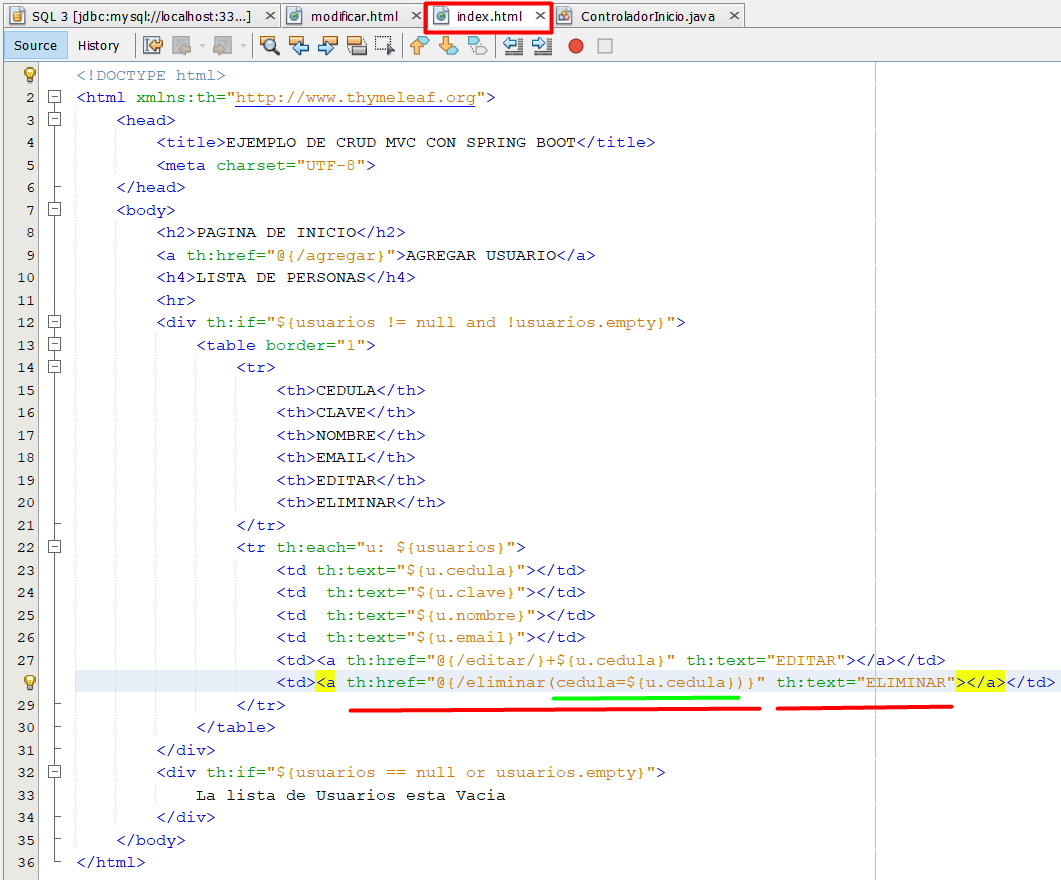 SQL 3 [jdbc:mysql://localhost:33...] modificar.html index.html ControladorInicio.java
Source History
<!DOCTYPE html>
2 <html xmlns:th="http://www.thymeleaf.org">
3 <head>
4 <title>EJEMPLO DE CRUD MVC CON SPRING BOOT</title>
5 <meta charset="UTF-8">
6 </head>
7 <body>
8 <h2>PAGINA DE INICIO</h2>
9 <a th:href="@{/agregar}">AGREGAR USUARIO</a>
10 <h4>LISTA DE PERSONAS</h4>
11 <hr>
12 <div th:if="${usuarios != null and !usuarios.empty}">
13 <table border="1">
14 <tr>
15 <th>CEDULA</th>
16 <th>CLAVE</th>
17 <th>NOMBRE</th>
18 <th>EMAIL</th>
19 <th>EDITAR</th>
20 <th>ELIMINAR</th>
21 </tr>
22 <tr th:each="u: ${usuarios}">
23 <td th:text="${u.cedula}"></td>
24 <td  th:text="${u.clave}"></td>
25 <td  th:text="${u.nombre}"></td>
26 <td  th:text="${u.email}"></td>
27 <td><a th:href="@{/editar/}+${u.cedula}" th:text="EDITAR"></a></td>
<td><a th:href="@{/eliminar(cedula=${u.cedula})}" th:text="ELIMINAR"></a></td>
29 </tr>
30 </table>
31 </div>
32 <div th:if="${usuarios == null or usuarios.empty}">
33 La lista de Usuarios esta Vacia
34 </div>
35 </body>
36 </html>